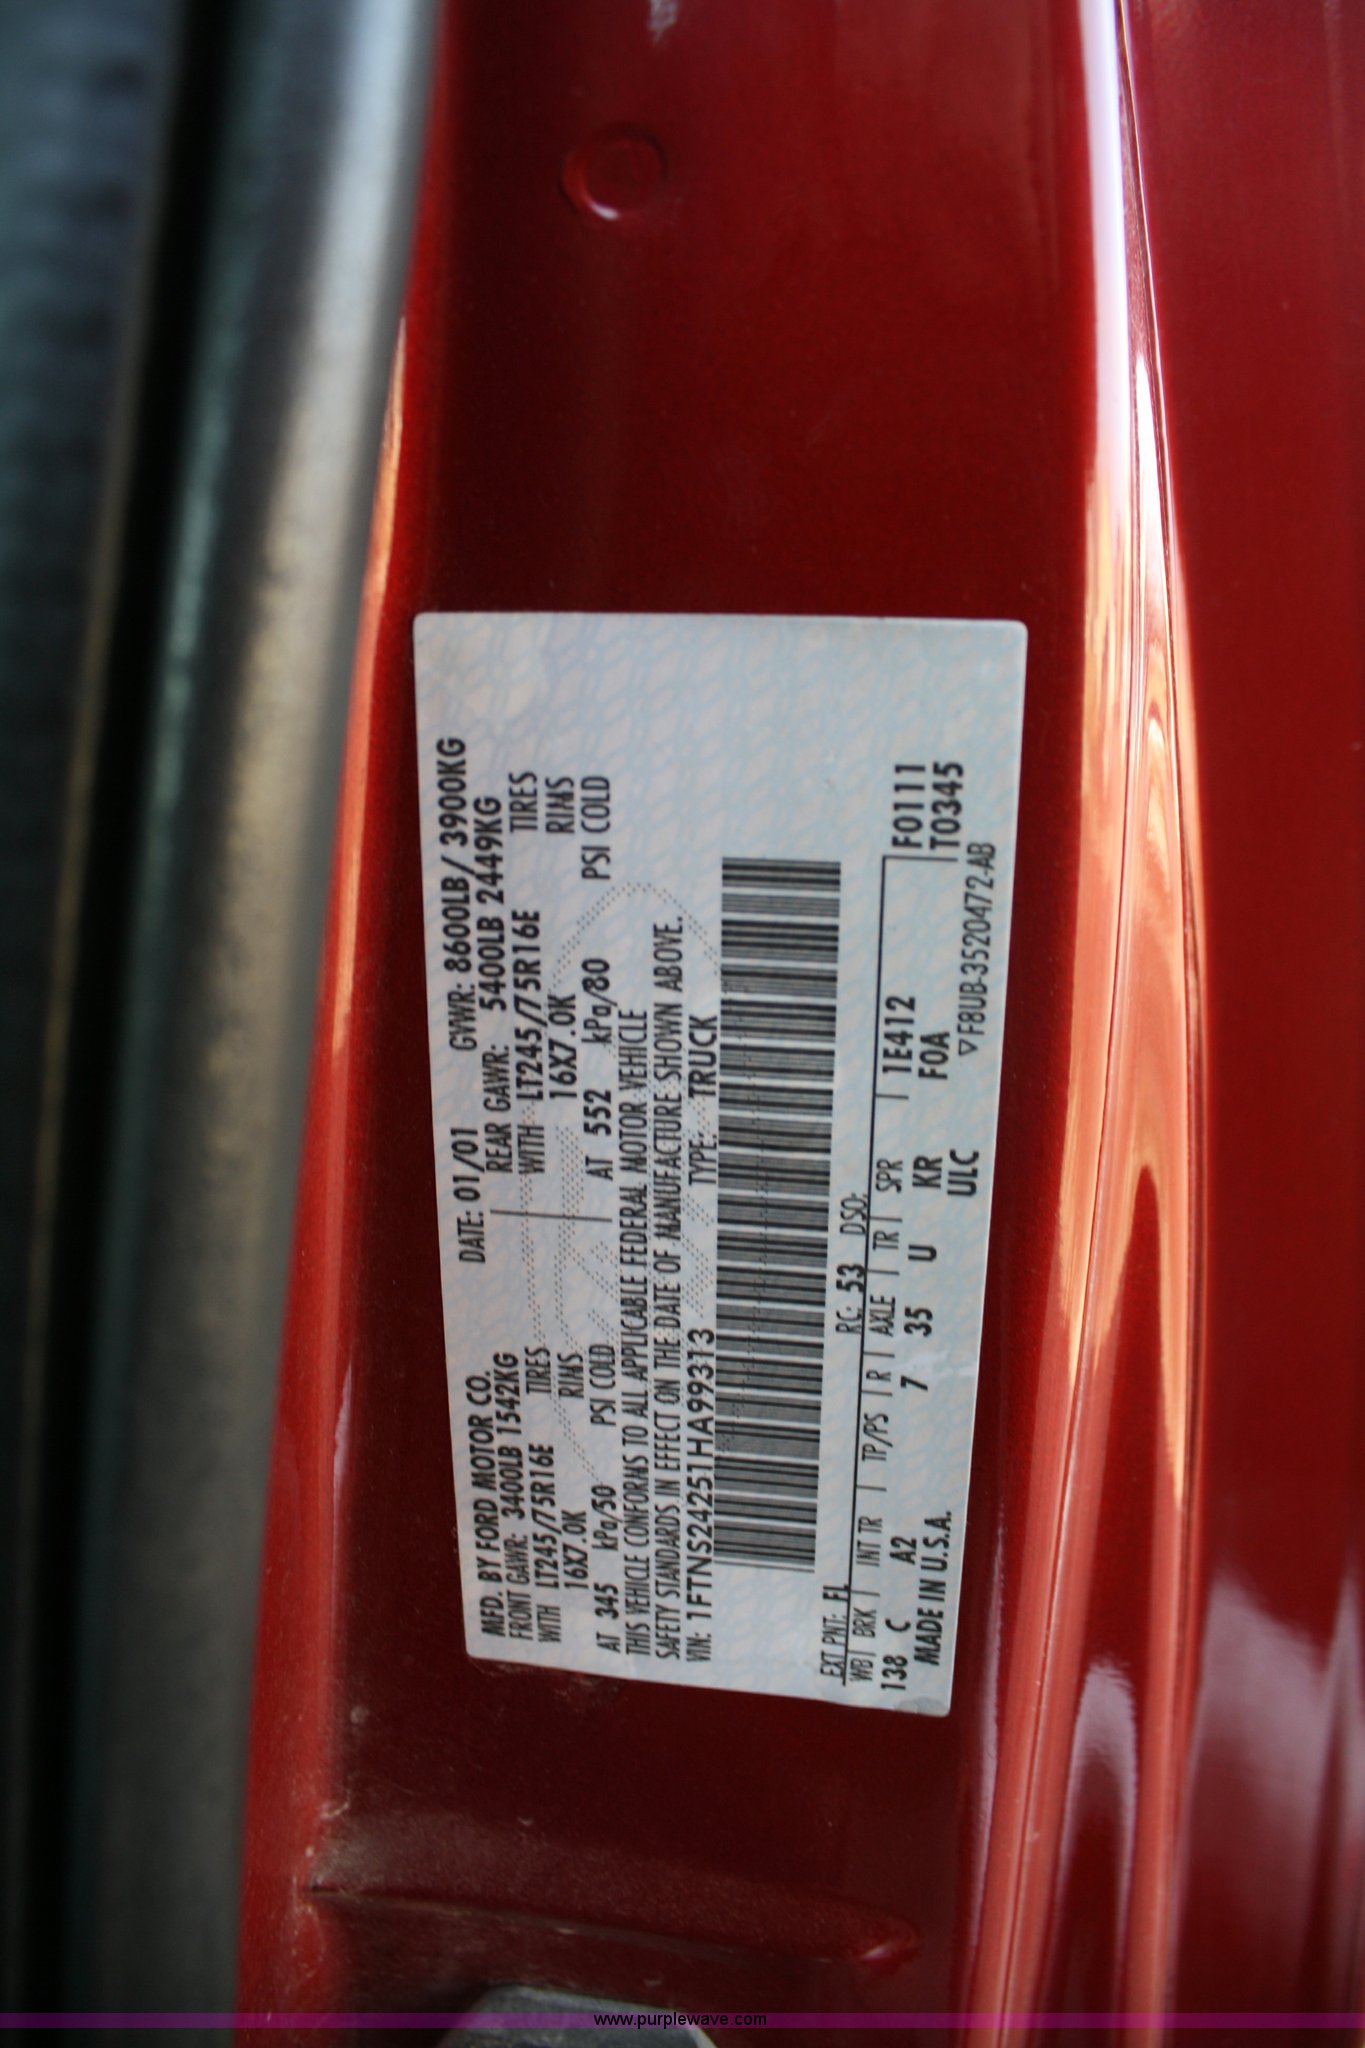 MFD. BY FORD MOTOR CO. DATE: 01/01 GVWR: 8600LB/ 3900KG
FRONT GAWR: 3400LB 1542KG REAR GAWR: 5400LB 2449KG
WITH LT245/75R16E TIRES WITH LT245/75R16E TIRES
16X7.0K RIMS 16X7.0K RIMS
AT 345 kPa/50 PSI COLD AT 552 kPa/80 PSI COLD
THIS VEHICLE CONFORMS TO ALL APPLICABLE FEDERAL MOTOR VEHICLE
SAFETY STANDARDS IN EFFECT ON THE DATE OF MANUFACTURE SHOWN ABOVE.
VIN: 1FTNS24251HA99313 TYPE: TRUCK
EXT PNT: FL RC: 53 DSO:
WB BRK INT TR TP/PS R AXLE TR SPR 1E412 F0111
138 C A2 7 35 U KR F0A T0345
MADE IN U.S.A. ULC
▽F8UB-3520472-AB
www.purplewave.com